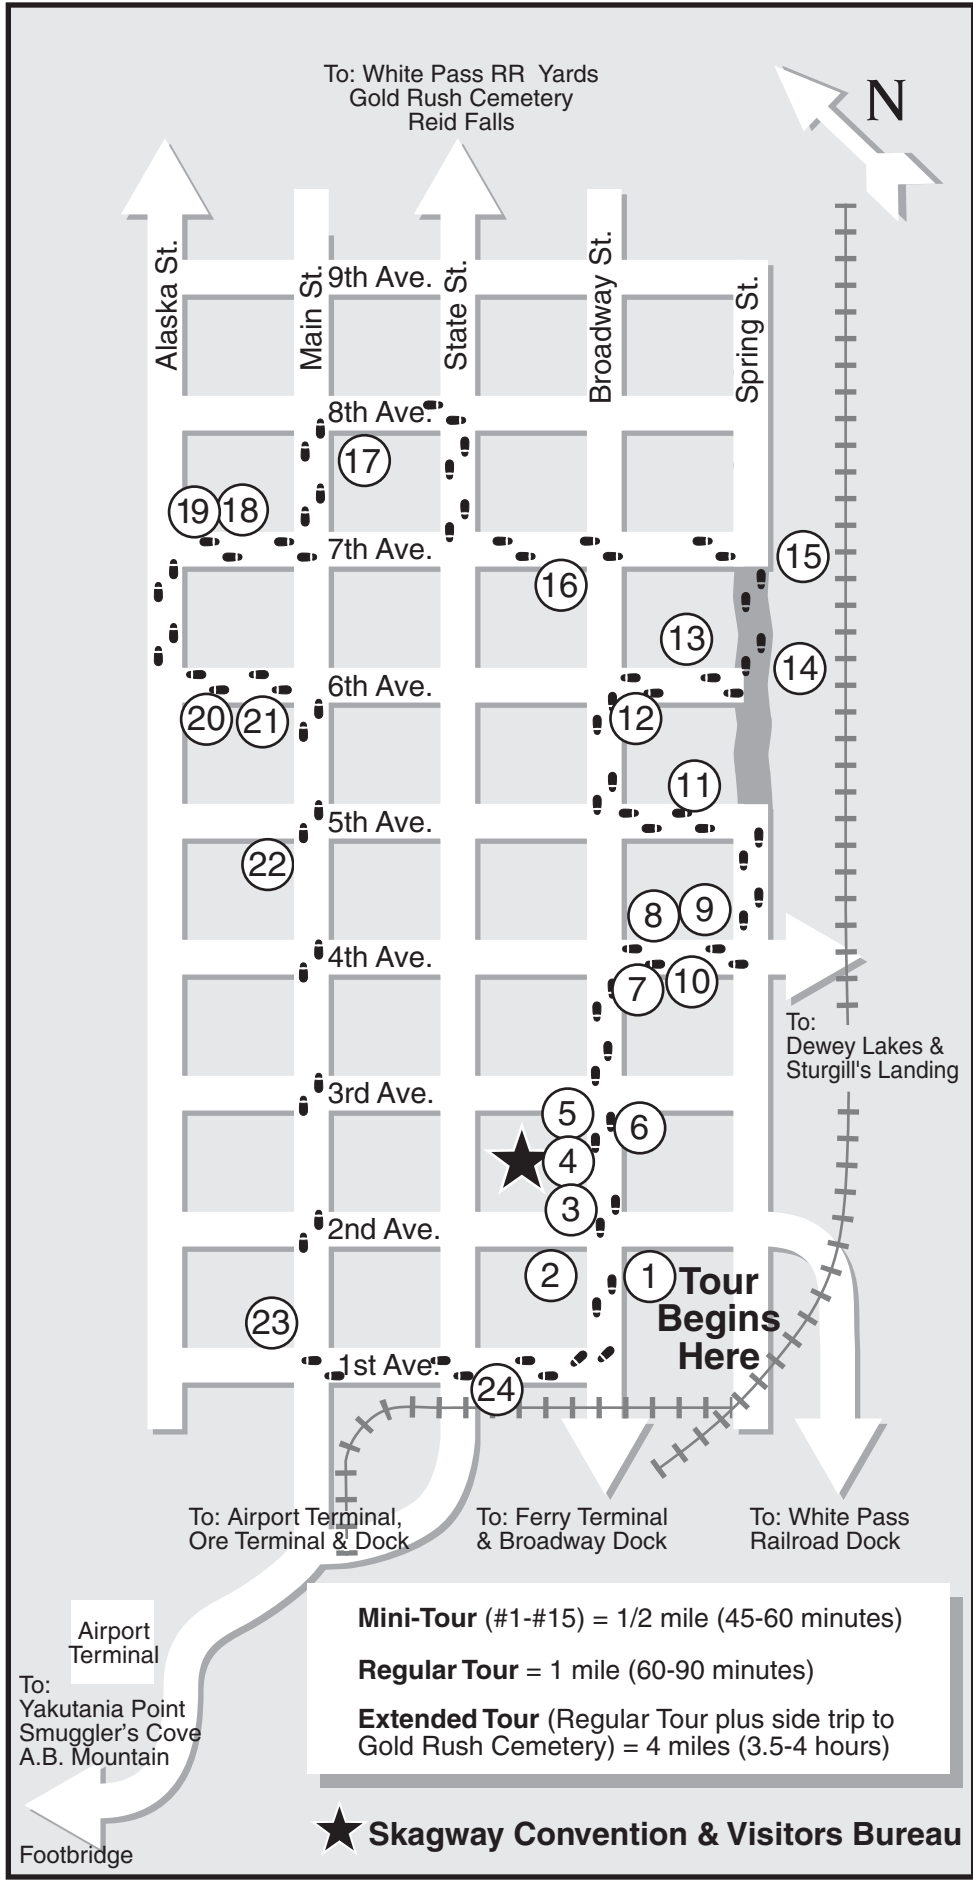 To: White Pass RR Yards
Gold Rush Cemetery
Reid Falls
N
Alaska St.
Main St.
State St.
Broadway St.
Spring St.
9th Ave.
8th Ave.
17
19
18
7th Ave.
15
16
13
14
6th Ave.
20
21
12
11
5th Ave.
22
8
9
4th Ave.
7
10
To:
Dewey Lakes &
Sturgill's Landing
3rd Ave.
5
6
4
3
2nd Ave.
2
1
Tour
Begins
Here
23
1st Ave.
24
To: Airport Terminal,
Ore Terminal & Dock
To: Ferry Terminal
& Broadway Dock
To: White Pass
Railroad Dock
Airport
Terminal
To:
Yakutania Point
Smuggler's Cove
A.B. Mountain
Footbridge
Mini-Tour (#1-#15) = 1/2 mile (45-60 minutes)
Regular Tour = 1 mile (60-90 minutes)
Extended Tour (Regular Tour plus side trip to
Gold Rush Cemetery) = 4 miles (3.5-4 hours)
Skagway Convention & Visitors Bureau